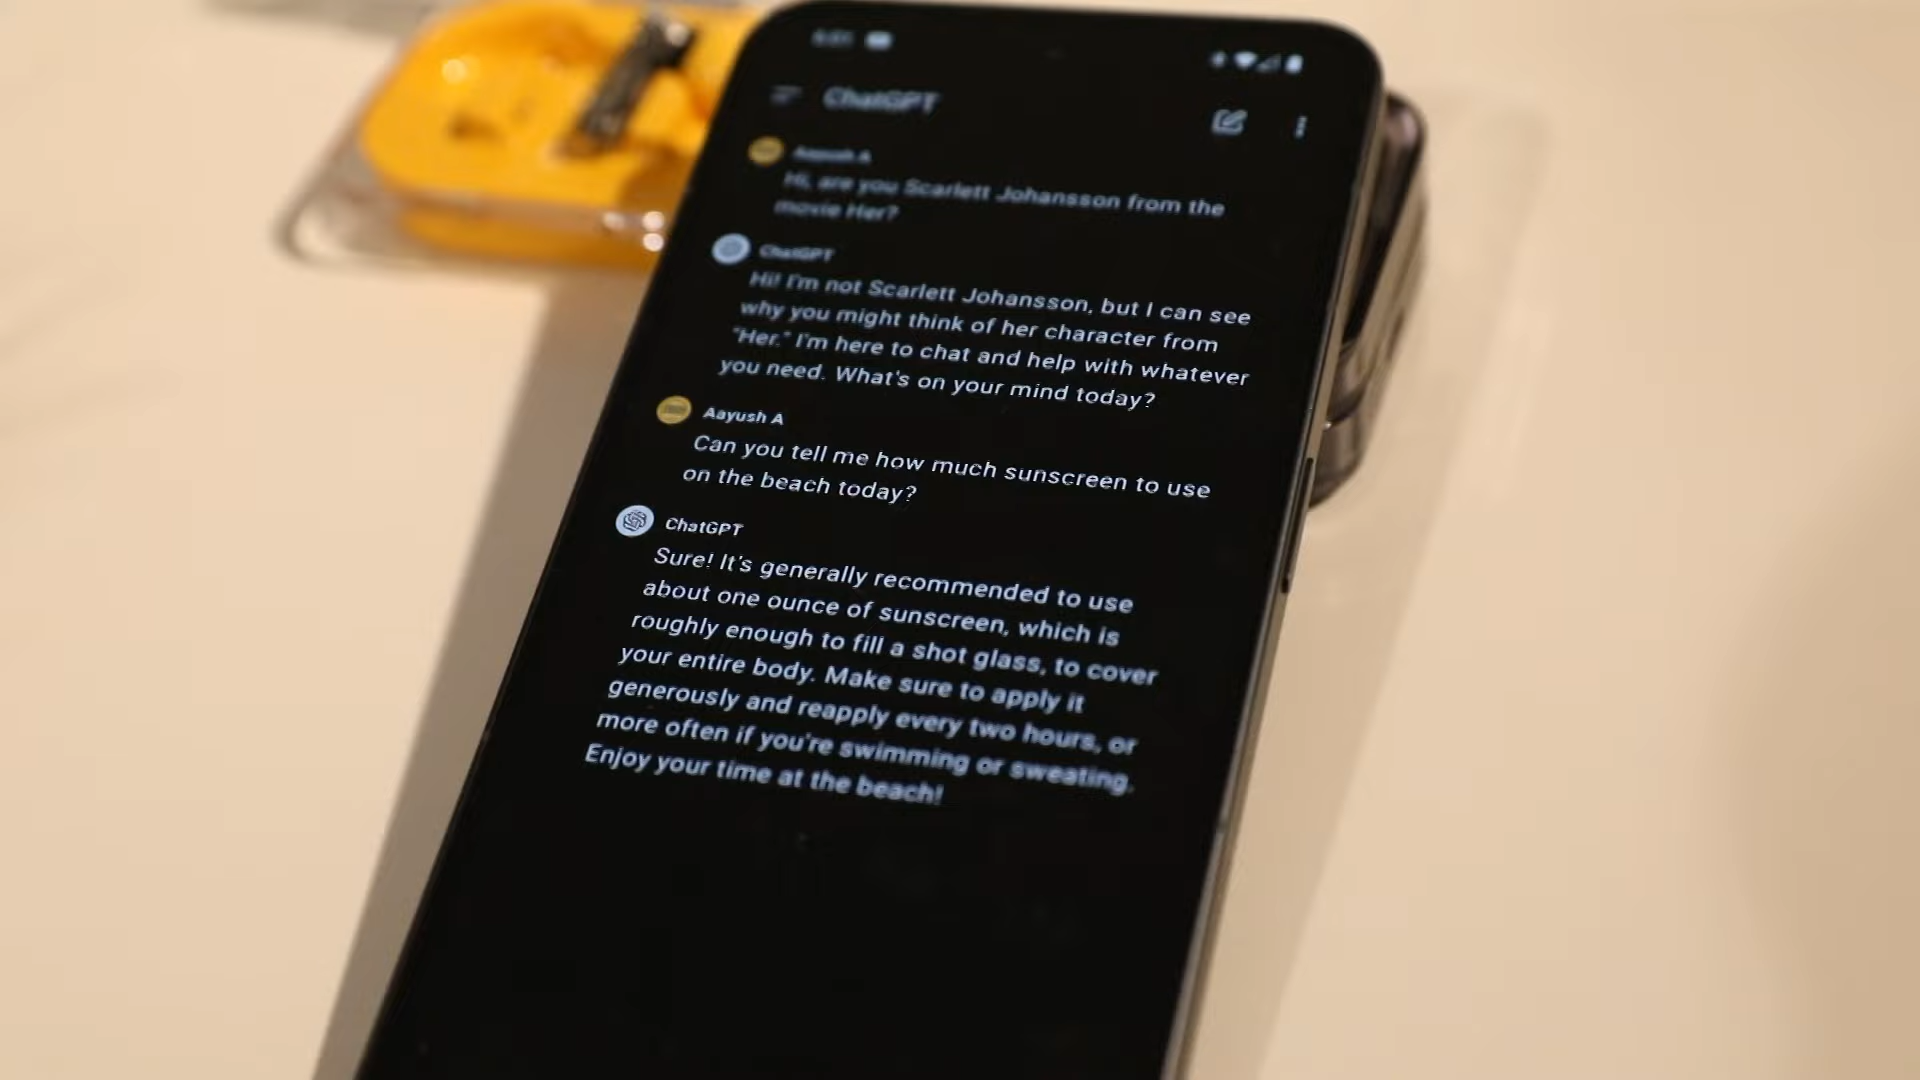 ChatGPT
Aayush A
Hi, are you Scarlett Johansson from the
movie Her?
ChatGPT
Hi! I'm not Scarlett Johansson, but I can see
why you might think of her character from
"Her." I'm here to chat and help with whatever
you need. What's on your mind today?
Aayush A
Can you tell me how much sunscreen to use
on the beach today?
ChatGPT
Sure! It's generally recommended to use
about one ounce of sunscreen, which is
roughly enough to fill a shot glass, to cover
your entire body. Make sure to apply it
generously and reapply every two hours, or
more often if you're swimming or sweating.
Enjoy your time at the beach!